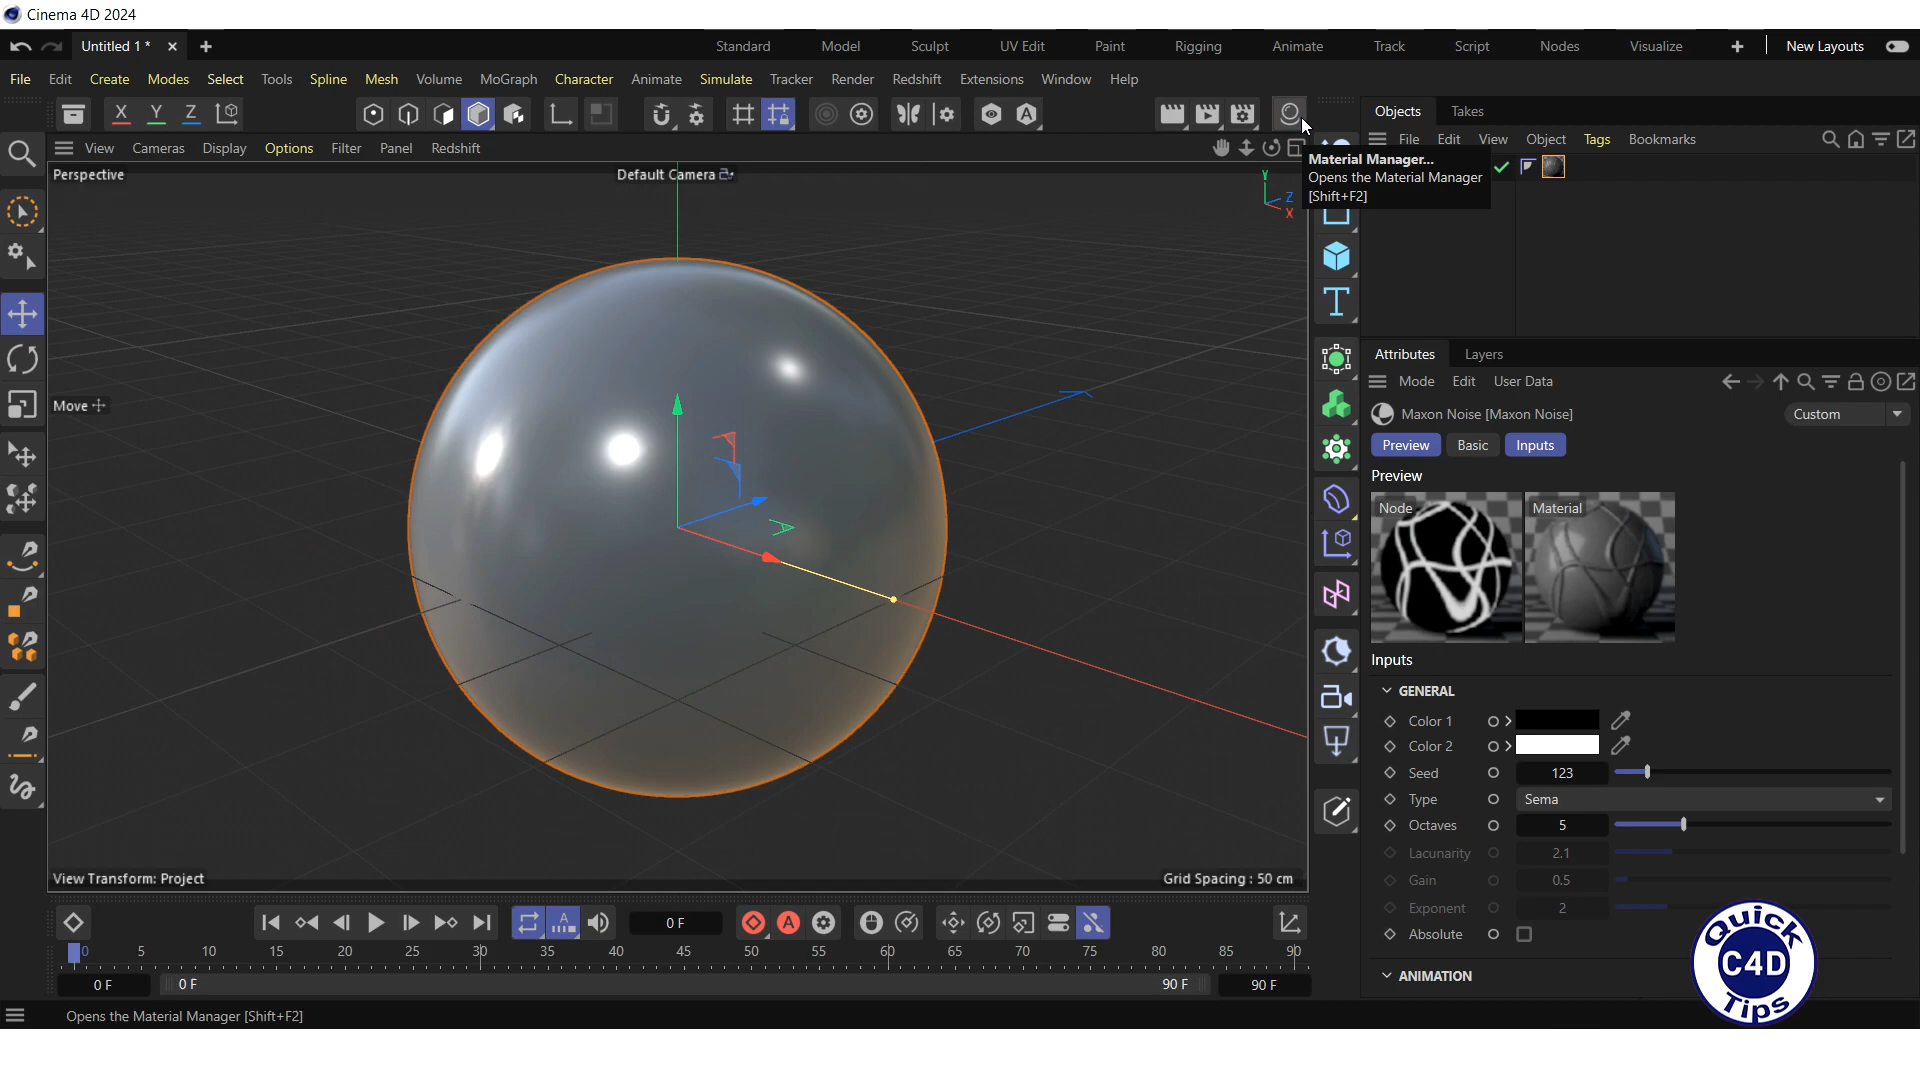 Cinema 4D 2024
Untitled 1 *
Standard
Model
Sculpt
UV Edit
Paint
Rigging
Animate
Track
Script
Nodes
Visualize
New Layouts
File Edit Create Modes Select Tools Spline Mesh Volume MoGraph Character Animate Simulate Tracker Render Redshift Extensions Window Help
X Y Z
Objects Takes
View Cameras Display Options Filter Panel Redshift
File Edit View Object Tags Bookmarks
Material Manager...
Opens the Material Manager
[Shift+F2]
Perspective
Default Camera
Y
Z
X
Move
View Transform: Project
Grid Spacing : 50 cm
Attributes Layers
Mode Edit User Data
Maxon Noise [Maxon Noise]
Custom
Preview Basic Inputs
Preview
Node
Material
Inputs
GENERAL
Color 1
Color 2
Seed 123
Type Sema
Octaves 5
Lacunarity 2.1
Gain 0.5
Exponent 2
Absolute
ANIMATION
0 F
0 5 10 15 20 25 30 35 40 45 50 55 60 65 70 75 80 85 90
0 F
0 F
90 F
90 F
Opens the Material Manager [Shift+F2]
Quick
C4D
Tips